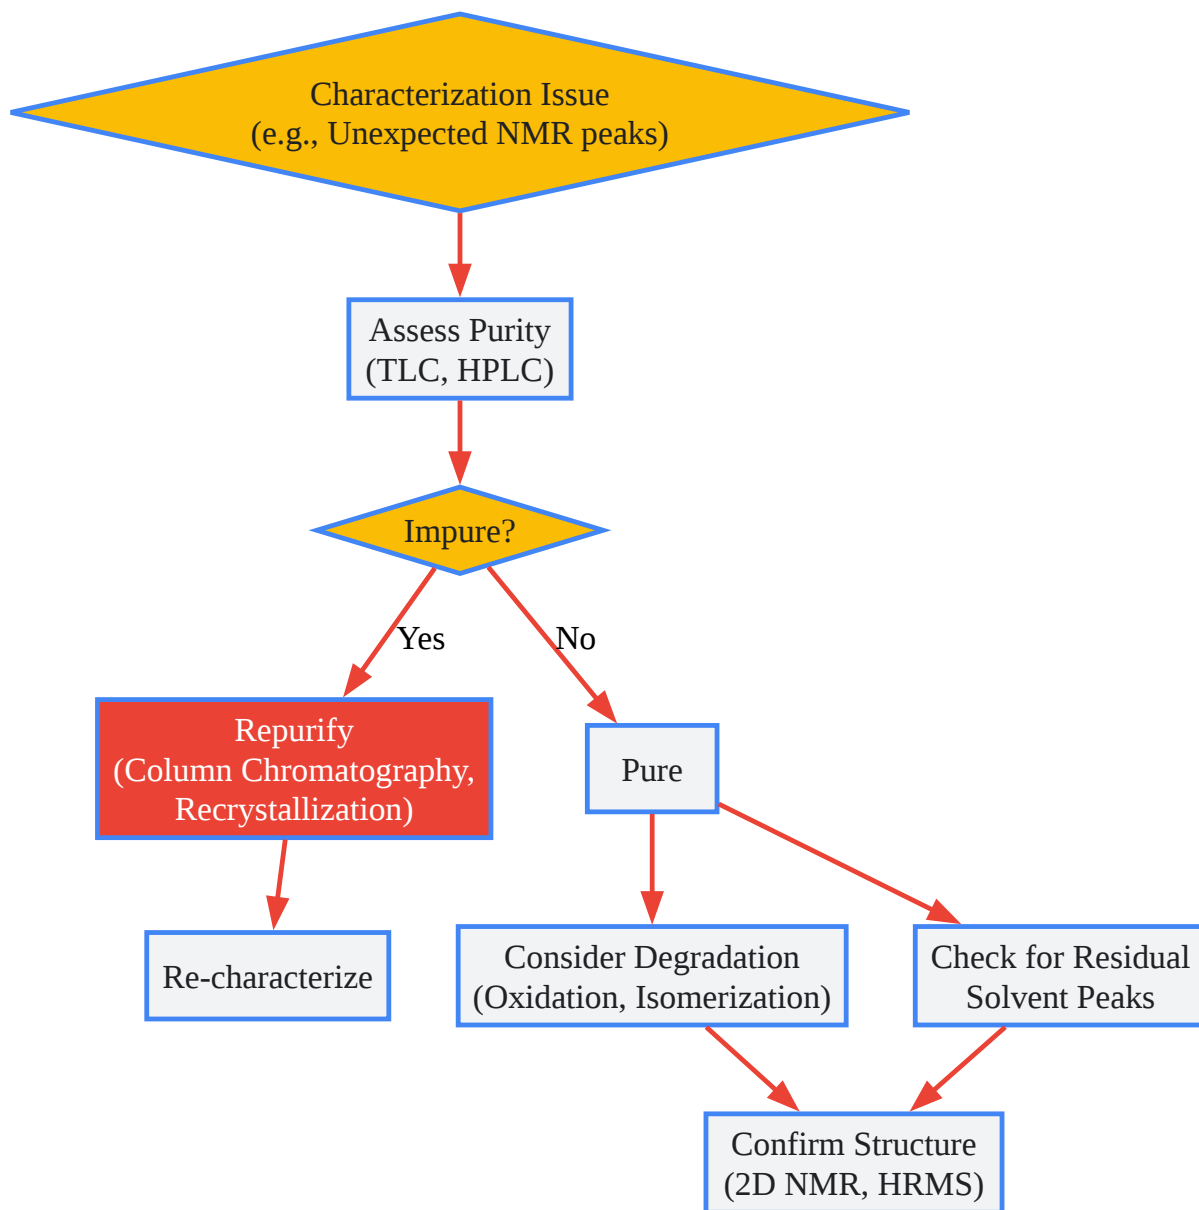 Characterization Issue
(e.g., Unexpected NMR peaks)
Assess Purity
(TLC, HPLC)
Impure?
Yes
No
Repurify
(Column Chromatography,
Recrystallization)
Pure
Re-characterize
Consider Degradation
(Oxidation, Isomerization)
Check for Residual
Solvent Peaks
Confirm Structure
(2D NMR, HRMS)